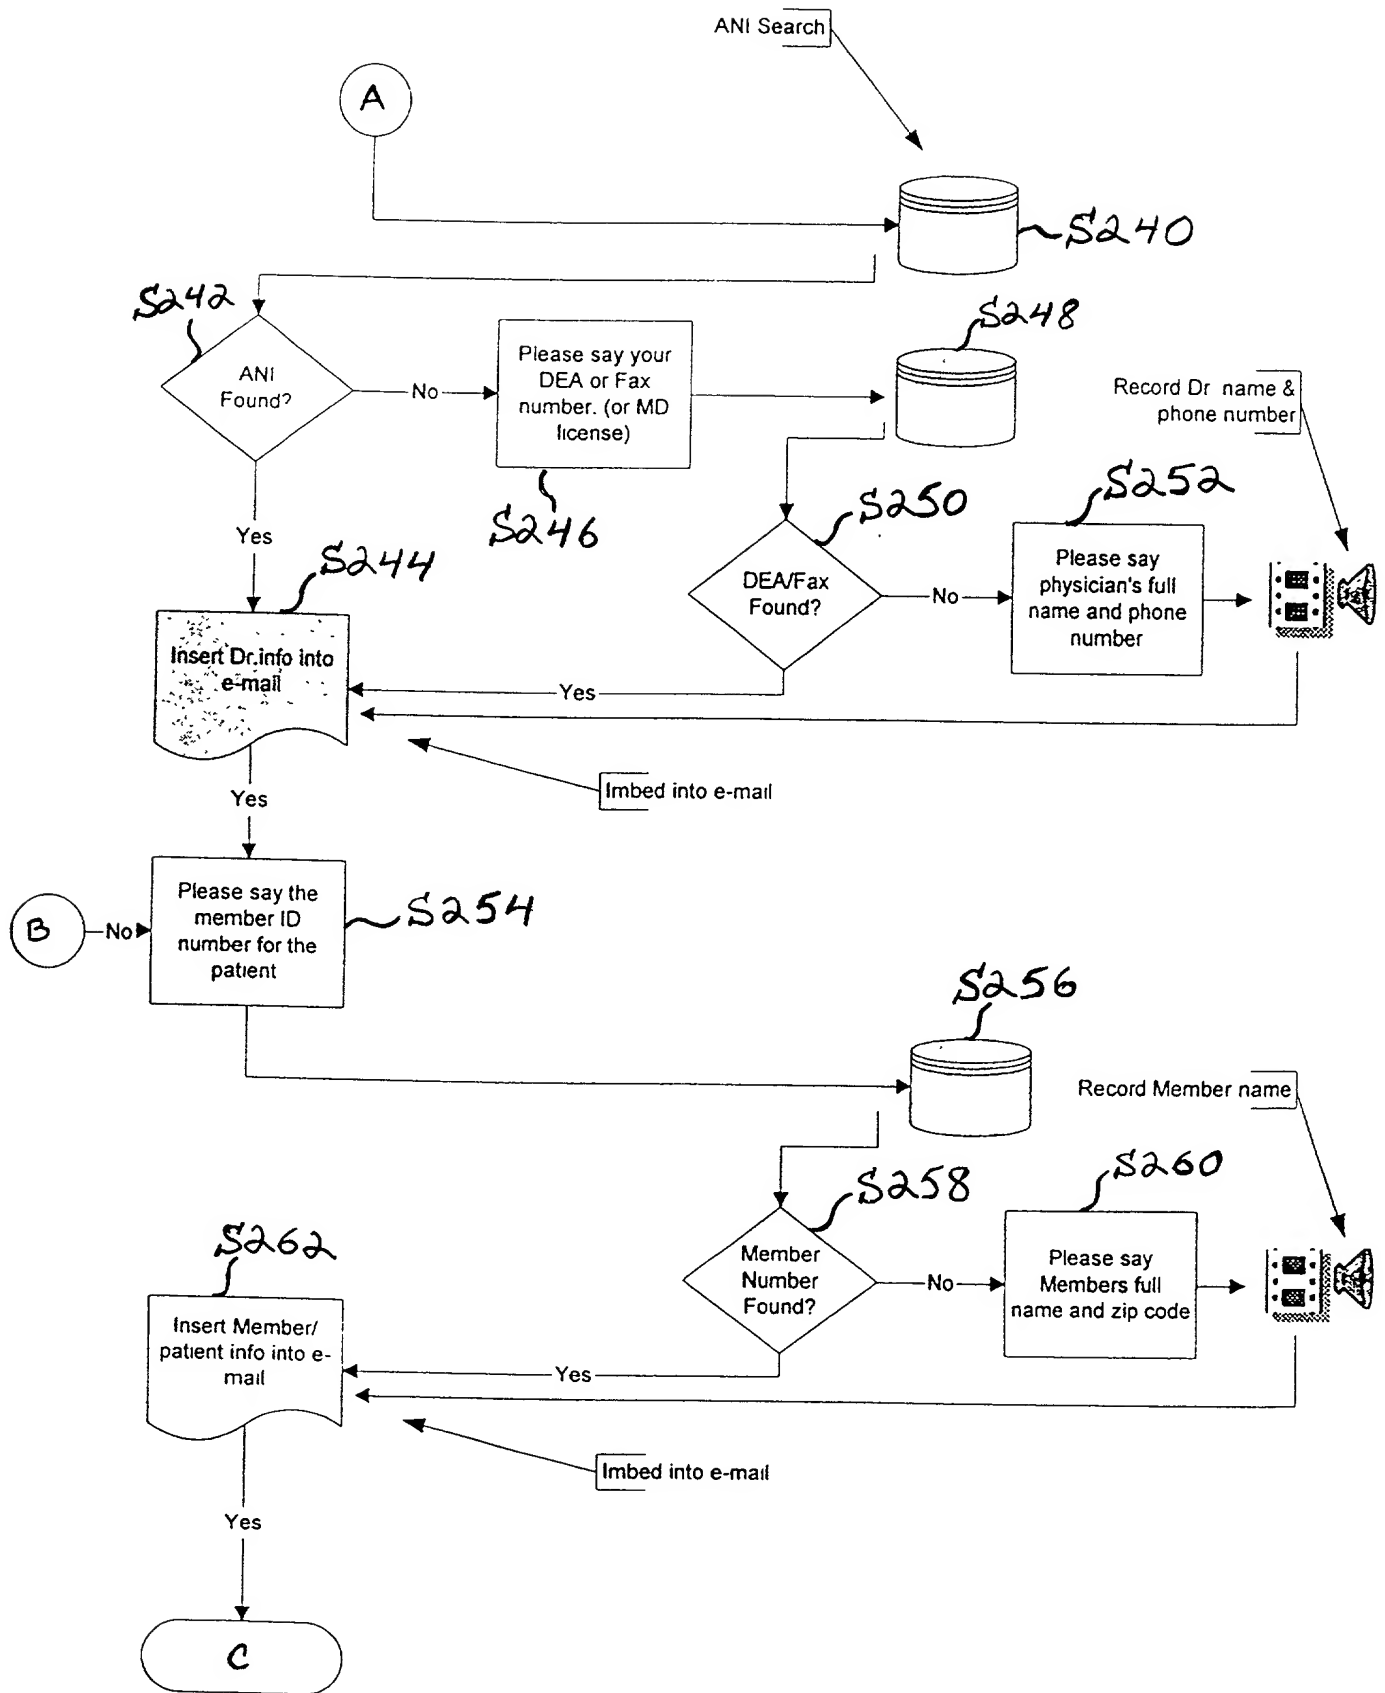 ANI Search
A
S240
S242
ANI
Found?
No
Please say your
DEA or Fax
number. (or MD
license)
S246
S248
Record Dr name &
phone number
Yes
S250
DEA/Fax
Found?
No
S252
Please say
physician's full
name and phone
number
S244
Insert Dr.info into
e-mail
Yes
Imbed into e-mail
Yes
B
No
Please say the
member ID
number for the
patient
S254
S256
Record Member name
S258
Member
Number
Found?
No
S260
Please say
Members full
name and zip code
S262
Insert Member/
patient info into e-
mail
Yes
Imbed into e-mail
Yes
C